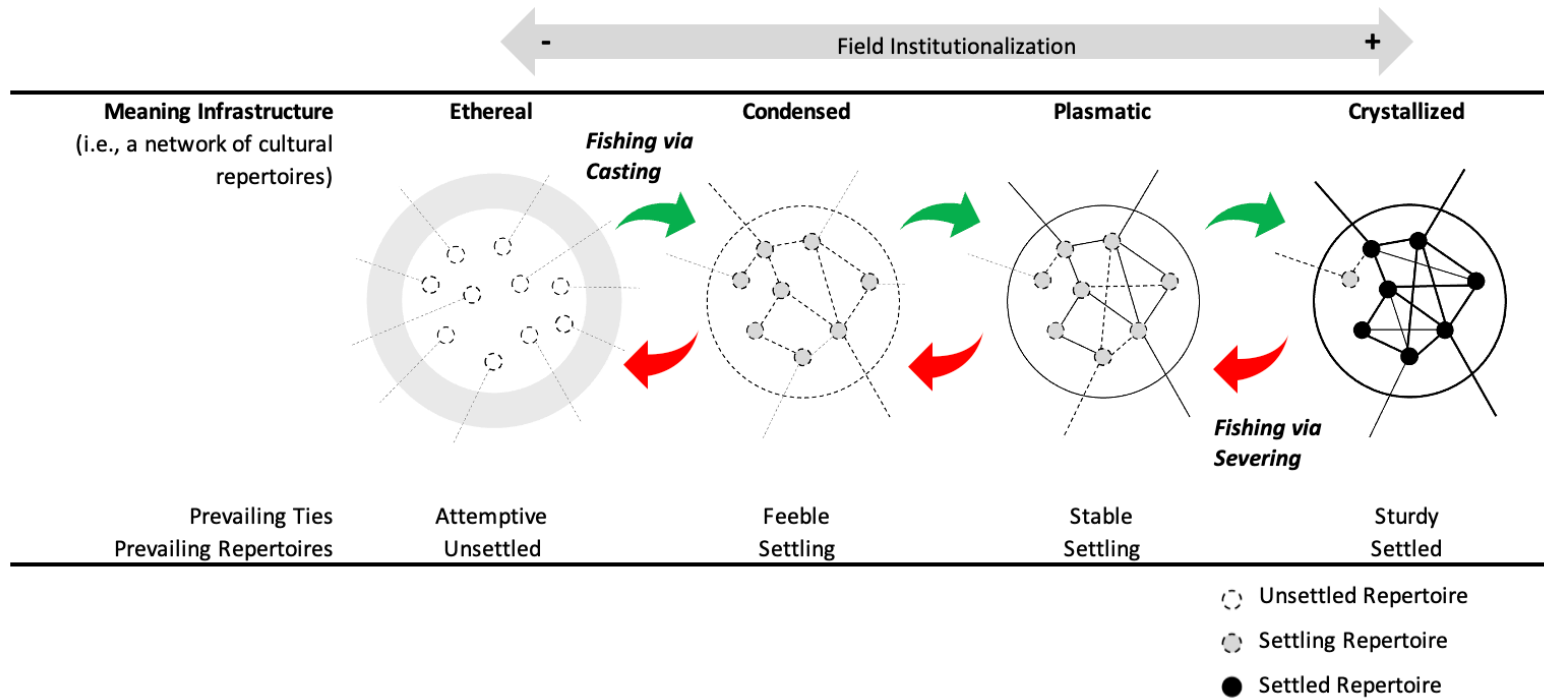 - Field Institutionalization +
Meaning Infrastructure Ethereal Condensed Plasmatic Crystallized
(i.e., a network of cultural
repertoires)
Fishing via
Casting
Fishing via
Severing
Prevailing Ties Attemptive Feeble Stable Sturdy
Prevailing Repertoires Unsettled Settling Settling Settled
Unsettled Repertoire
Settling Repertoire
Settled Repertoire